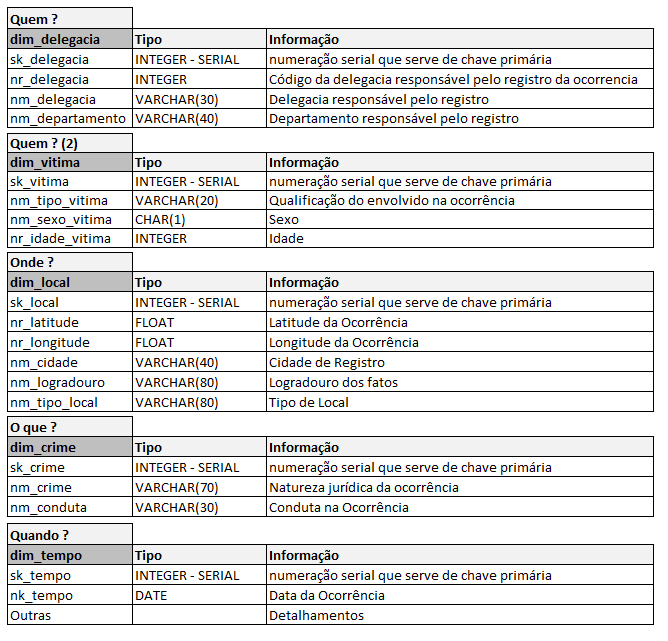 Quem ?
dim_delegacia Tipo Informação
sk_delegacia INTEGER - SERIAL numeração serial que serve de chave primária
nr_delegacia INTEGER Código da delegacia responsável pelo registro da ocorrencia
nm_delegacia VARCHAR(30) Delegacia responsável pelo registro
nm_departamento VARCHAR(40) Departamento responsável pelo registro
Quem ? (2)
dim_vitima Tipo Informação
sk_vitima INTEGER - SERIAL numeração serial que serve de chave primária
nm_tipo_vitima VARCHAR(20) Qualificação do envolvido na ocorrência
nm_sexo_vitima CHAR(1) Sexo
nr_idade_vitima INTEGER Idade
Onde ?
dim_local Tipo Informação
sk_local INTEGER - SERIAL numeração serial que serve de chave primária
nr_latitude FLOAT Latitude da Ocorrência
nr_longitude FLOAT Longitude da Ocorrência
nm_cidade VARCHAR(40) Cidade de Registro
nm_logradouro VARCHAR(80) Logradouro dos fatos
nm_tipo_local VARCHAR(80) Tipo de Local
O que ?
dim_crime Tipo Informação
sk_crime INTEGER - SERIAL numeração serial que serve de chave primária
nm_crime VARCHAR(70) Natureza jurídica da ocorrência
nm_conduta VARCHAR(30) Conduta na Ocorrência
Quando ?
dim_tempo Tipo Informação
sk_tempo INTEGER - SERIAL numeração serial que serve de chave primária
nk_tempo DATE Data da Ocorrência
Outras Detalhamentos